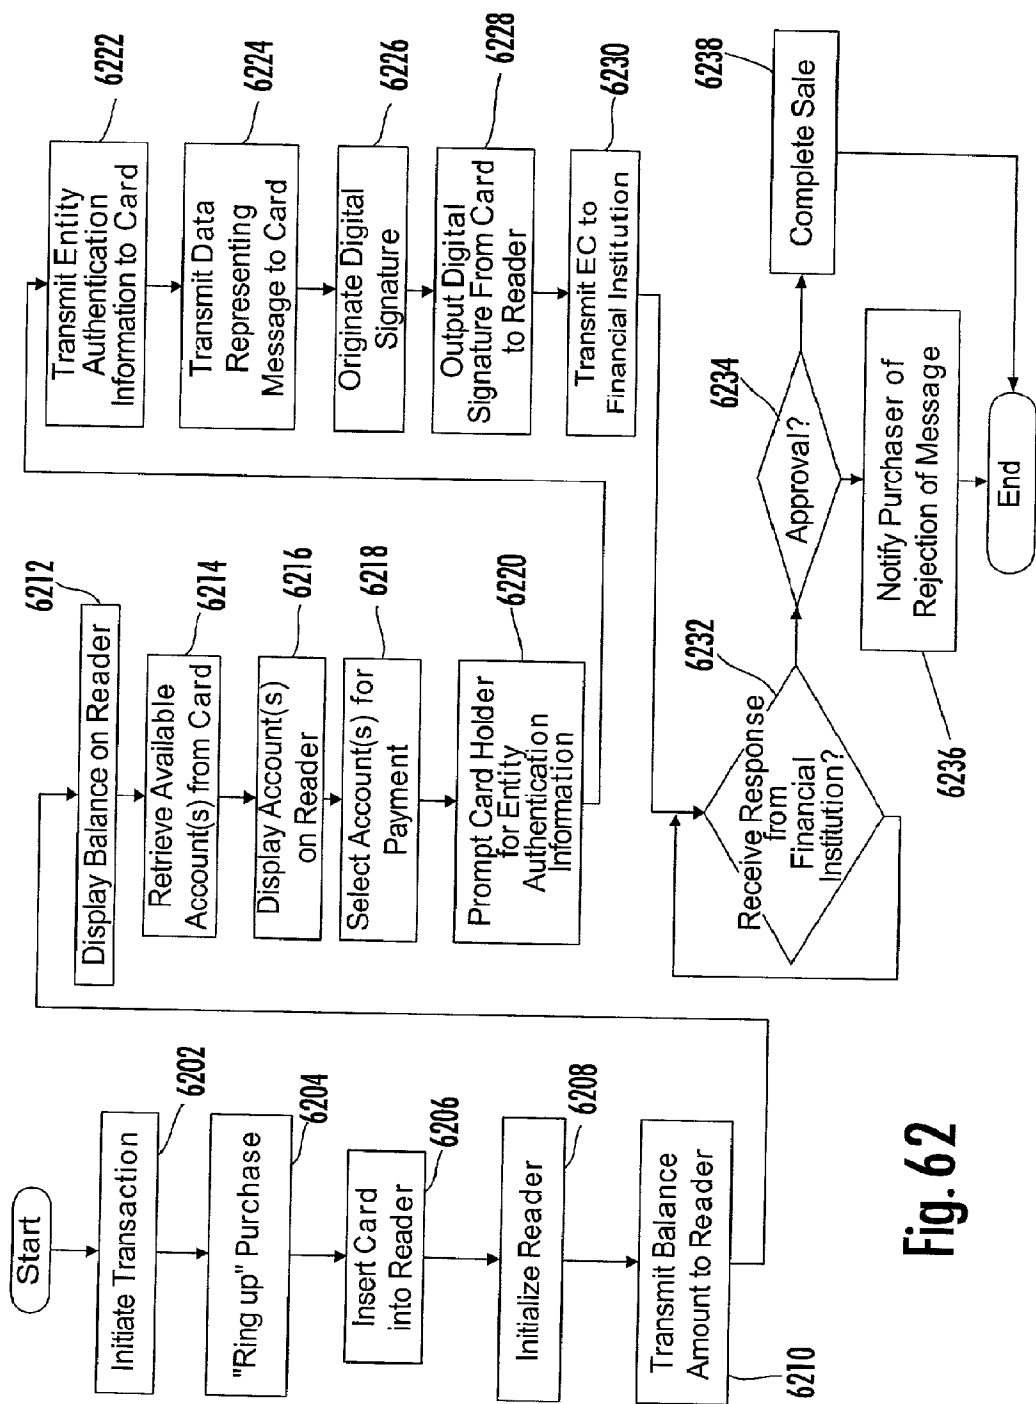 Start
Initiate Transaction
6202
"Ring up" Purchase
6204
Insert Card
into Reader
6206
Initialize Reader
6208
Transmit Balance
Amount to Reader
6210
Display Balance on Reader
6212
Retrieve Available
Account(s) from Card
6214
Display Account(s)
on Reader
6216
Select Account(s) for
Payment
6218
Prompt Card Holder
for Entity
Authentication
Information
6220
Transmit Entity
Authentication
Information to Card
6222
Transmit Data
Representing
Message to Card
6224
Originate Digital
Signature
6226
Output Digital
Signature From Card
to Reader
6228
Transmit EC to
Financial Institution
6230
Receive Response
from
Financial
Institution?
6232
Approval?
6234
Notify Purchaser of
Rejection of Message
6236
Complete Sale
6238
End
Fig. 62